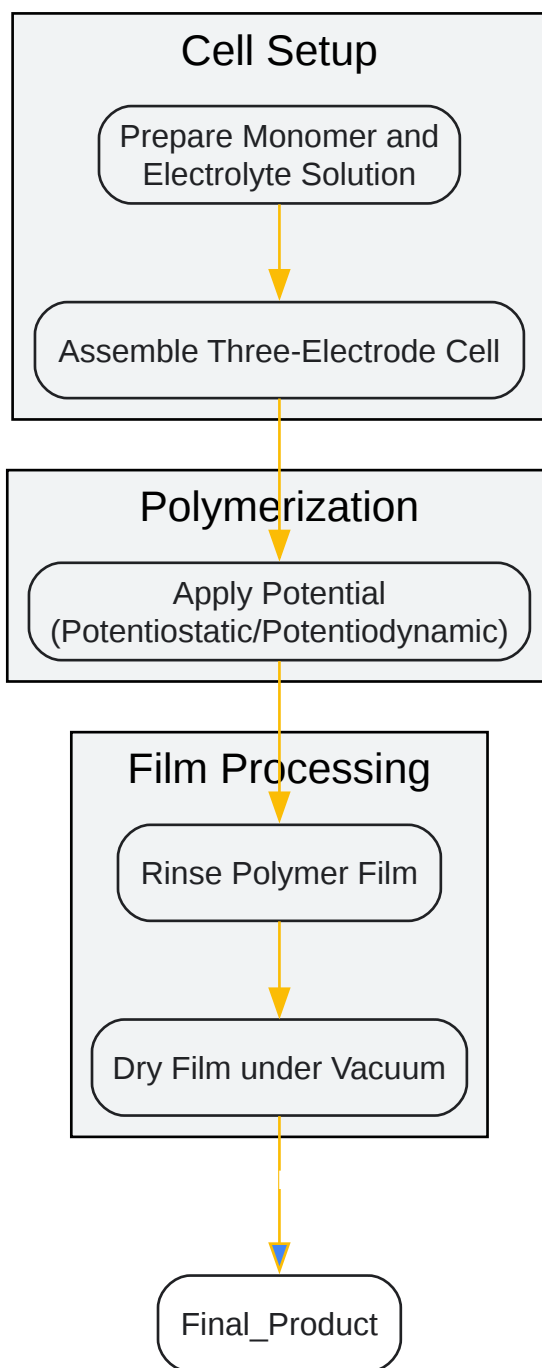 Cell Setup
Prepare Monomer and
Electrolyte Solution
Assemble Three-Electrode Cell
Polymerization
Apply Potential
(Potentiostatic/Potentiodynamic)
Film Processing
Rinse Polymer Film
Dry Film under Vacuum
Final_Product